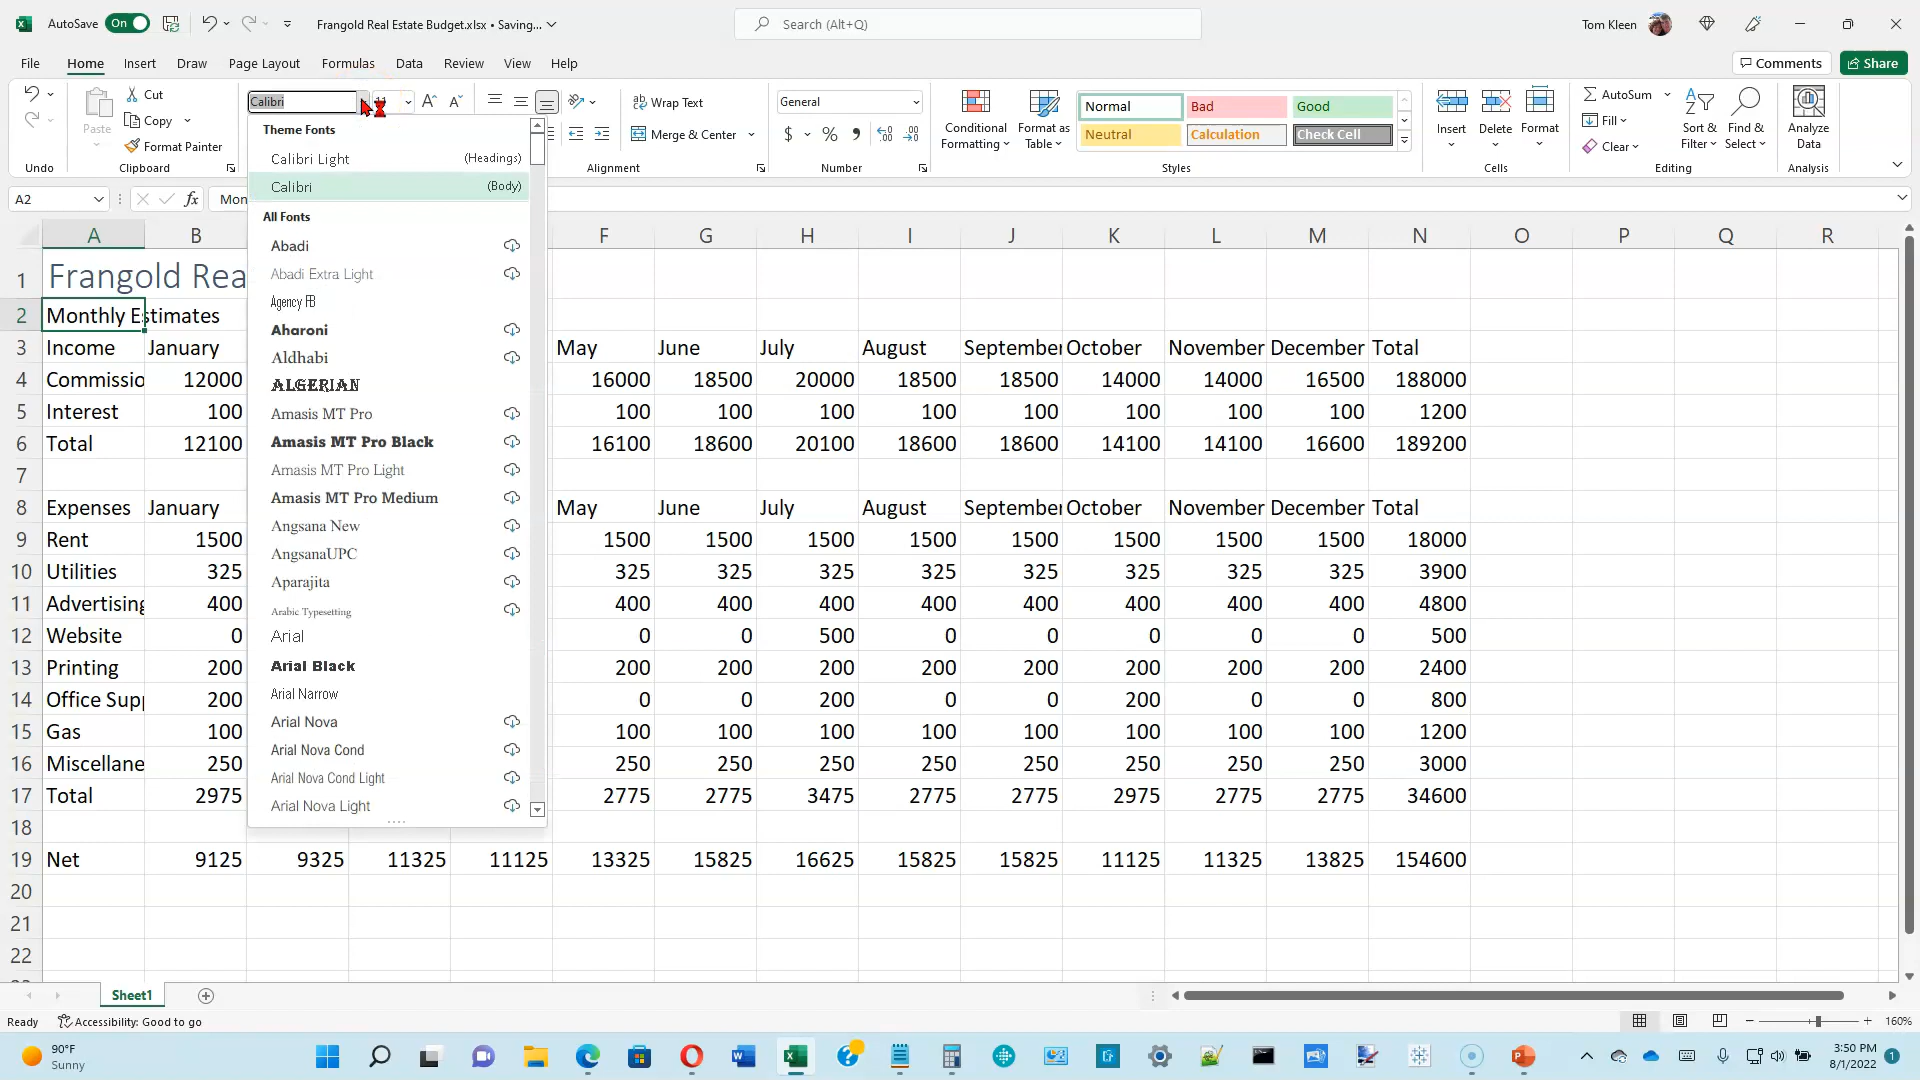 AutoSave On Frangold Real Estate Budget.xlsx • Saving... Search (Alt+Q) Tom Kleen
File Home Insert Draw Page Layout Formulas Data Review View Help Comments Share
Cut Calibri Wrap Text General Normal Bad Good AutoSum
Paste Copy Merge & Center $ % Conditional Formatting Format as Table Neutral Calculation Check Cell Insert Delete Format Fill Sort & Filter Find & Select Analyze Data
Format Painter Clear
Undo Clipboard Alignment Number Styles Cells Editing Analysis
A2 fx Mon
Theme Fonts
Calibri Light (Headings)
Calibri (Body)
All Fonts
Abadi
Abadi Extra Light
Agency FB
Aharoni
Aldhabi
ALGERIAN
Amasis MT Pro
Amasis MT Pro Black
Amasis MT Pro Light
Amasis MT Pro Medium
Angsana New
AngsanaUPC
Aparajita
Arabic Typesetting
Arial
Arial Black
Arial Narrow
Arial Nova
Arial Nova Cond
Arial Nova Cond Light
Arial Nova Light
A B F G H I J K L M N O P Q R
1 Frangold Rea
2 Monthly Estimates
3 Income January May June July August September October November December Total
4 Commissio 12000 16000 18500 20000 18500 18500 14000 14000 16500 188000
5 Interest 100 100 100 100 100 100 100 100 100 1200
6 Total 12100 16100 18600 20100 18600 18600 14100 14100 16600 189200
7
8 Expenses January May June July August September October November December Total
9 Rent 1500 1500 1500 1500 1500 1500 1500 1500 1500 18000
10 Utilities 325 325 325 325 325 325 325 325 325 3900
11 Advertising 400 400 400 400 400 400 400 400 400 4800
12 Website 0 0 0 500 0 0 0 0 0 500
13 Printing 200 200 200 200 200 200 200 200 200 2400
14 Office Supp 200 0 0 200 0 0 200 0 0 800
15 Gas 100 100 100 100 100 100 100 100 100 1200
16 Miscellane 250 250 250 250 250 250 250 250 250 3000
17 Total 2975 2775 2775 3475 2775 2775 2975 2775 2775 34600
18
19 Net 9125 9325 11325 11125 13325 15825 16625 15825 15825 11125 11325 13825 154600
20
21
22
Sheet1
Ready Accessibility: Good to go 160%
90°F
Sunny
3:50 PM
8/1/2022